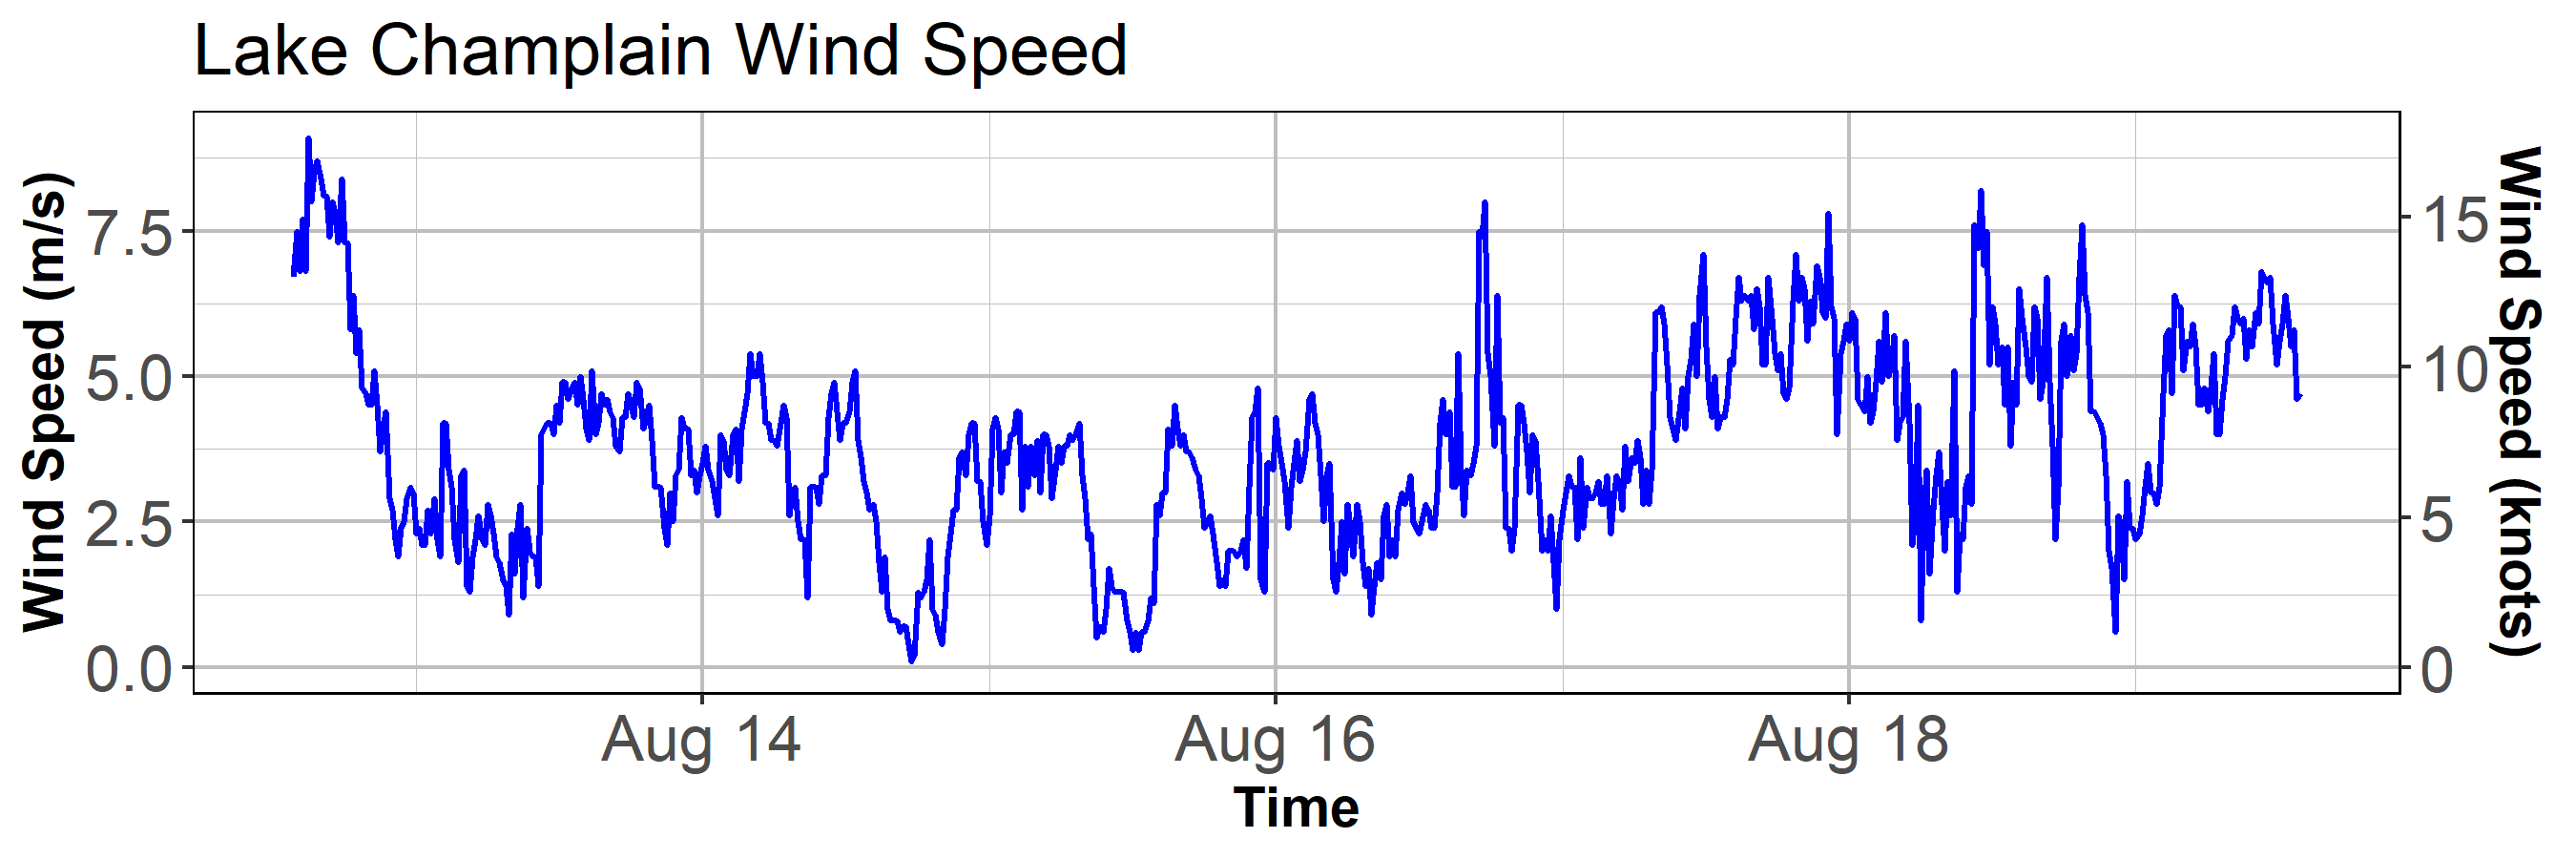 Lake Champlain Wind Speed
Wind Speed (m/s)
7.5
5.0
2.5
0.0
15
10
5
0
Wind Speed (knots)
Aug 14
Aug 16
Aug 18
Time